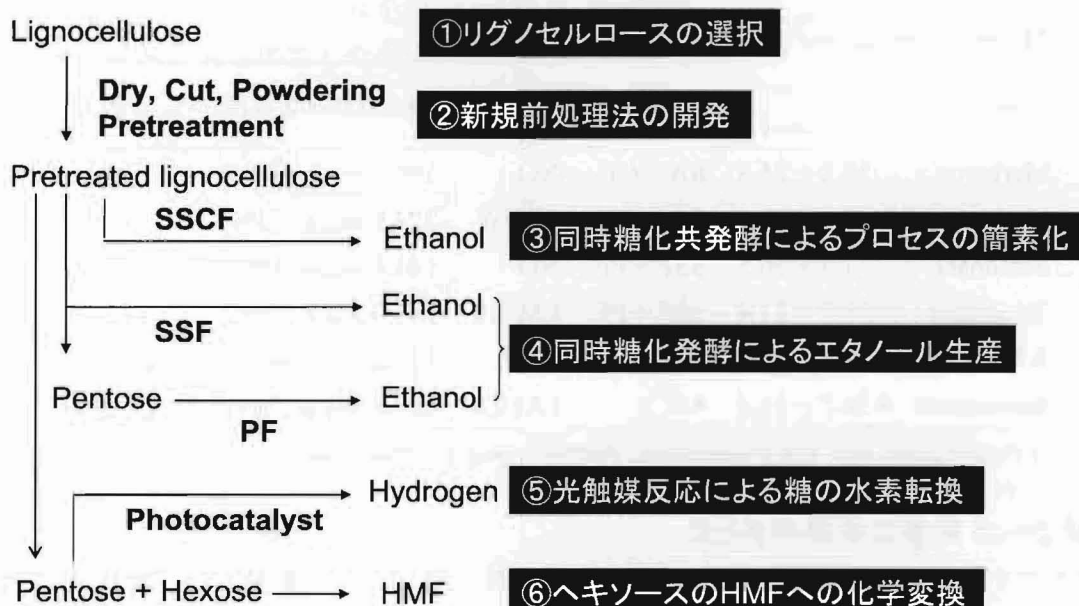 Lignocellulose
①リグノセルロースの選択
Dry, Cut, Powdering
Pretreatment
②新規前処理法の開発
Pretreated lignocellulose
SSCF
Ethanol
③同時糖化共発酵によるプロセスの簡素化
Ethanol
SSF
④同時糖化発酵によるエタノール生産
Pentose
Ethanol
PF
Hydrogen
⑤光触媒反応による糖の水素転換
Photocatalyst
Pentose + Hexose
HMF
⑥ヘキソースのHMFへの化学変換